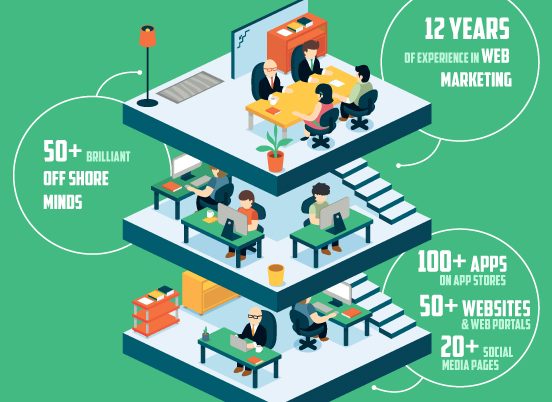 12 YEARS
OF EXPERIENCE IN WEB
MARKETING
50+ BRILLIANT
OFF SHORE
MINDS
100+ APPS
ON APP STORES
50+ WEBSITES
& WEB PORTALS
20+ SOCIAL
MEDIA PAGES